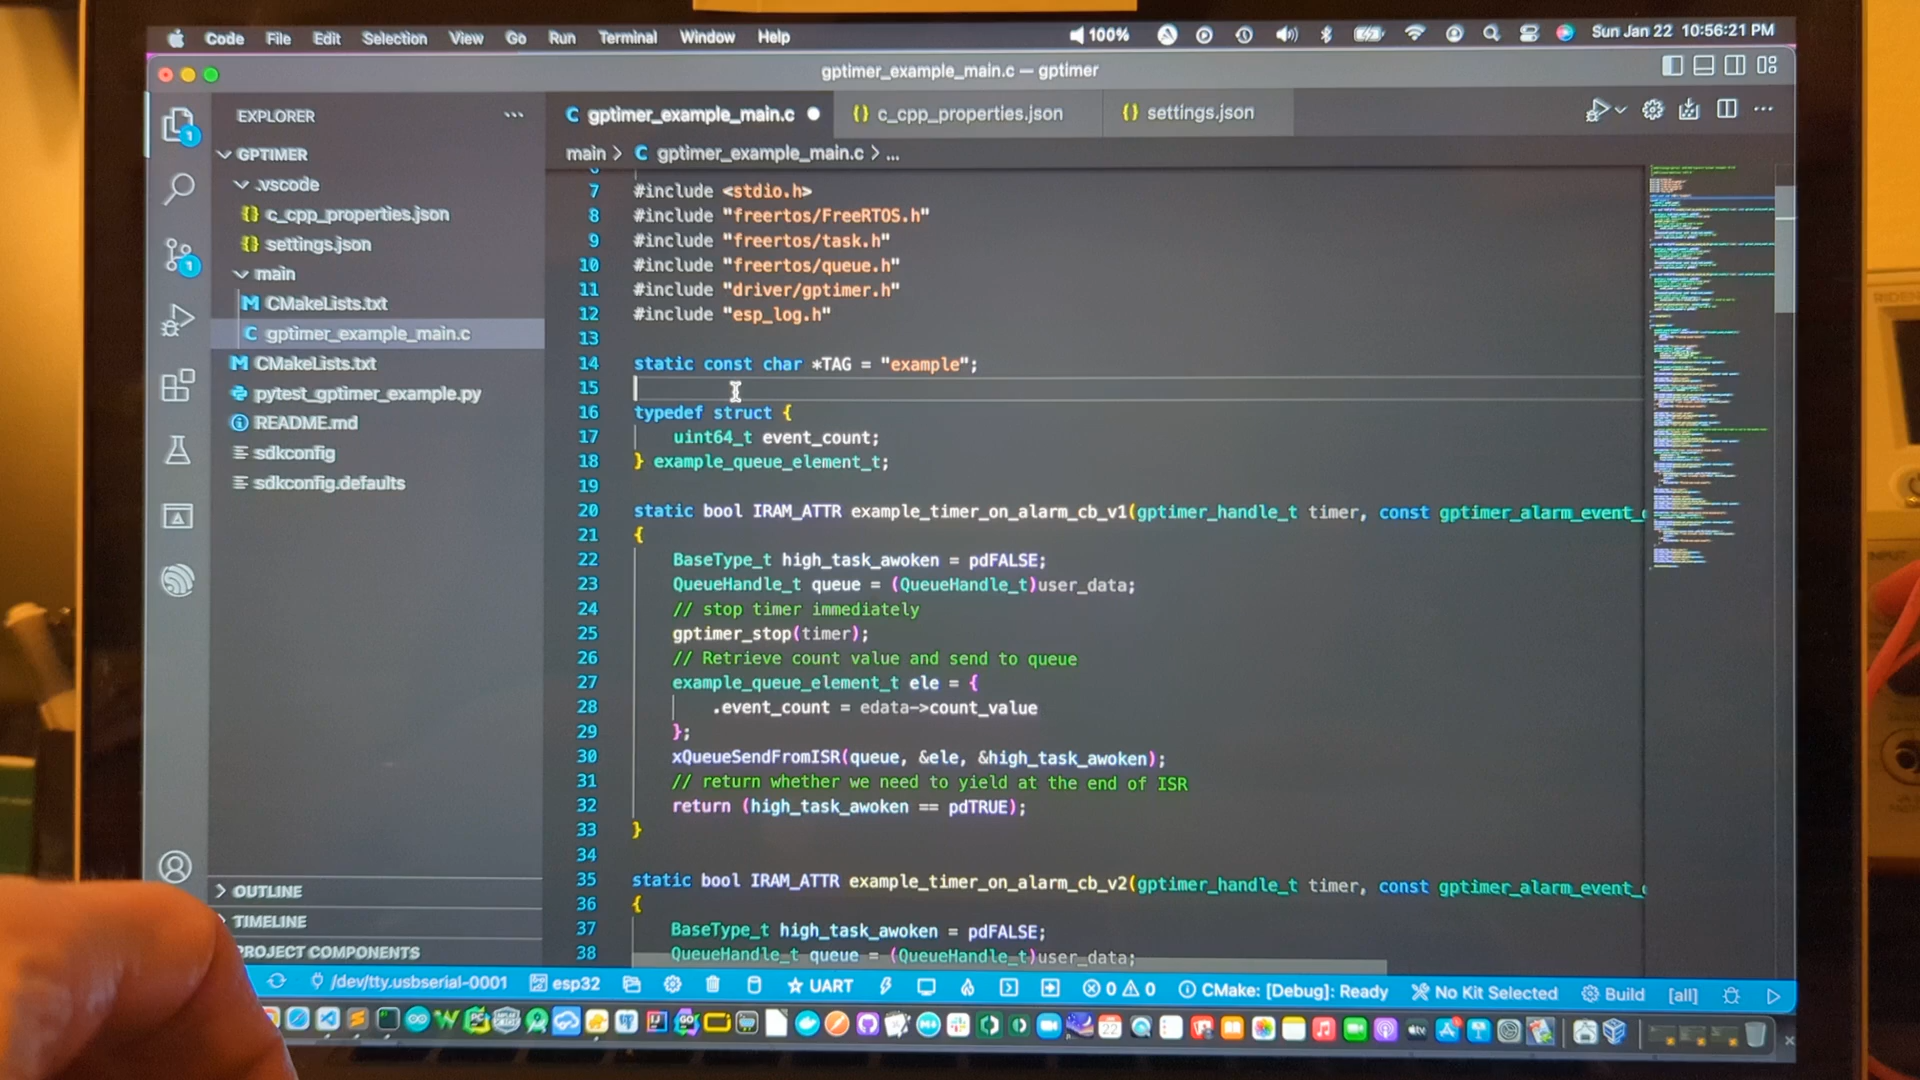 Code File Edit Selection View Go Run Terminal Window Help 100% Sun Jan 22 10:56:21 PM
gptimer_example_main.c — gptimer
EXPLORER
GPTIMER
.vscode
c_cpp_properties.json
settings.json
main
CMakeLists.txt
gptimer_example_main.c
CMakeLists.txt
pytest_gptimer_example.py
README.md
sdkconfig
sdkconfig.defaults
OUTLINE
TIMELINE
PROJECT COMPONENTS
gptimer_example_main.c c_cpp_properties.json settings.json
main > C gptimer_example_main.c > ...
7 #include <stdio.h>
8 #include "freertos/FreeRTOS.h"
9 #include "freertos/task.h"
10 #include "freertos/queue.h"
11 #include "driver/gptimer.h"
12 #include "esp_log.h"
13
14 static const char *TAG = "example";
15
16 typedef struct {
17 uint64_t event_count;
18 } example_queue_element_t;
19
20 static bool IRAM_ATTR example_timer_on_alarm_cb_v1(gptimer_handle_t timer, const gptimer_alarm_event_
21 {
22 BaseType_t high_task_awoken = pdFALSE;
23 QueueHandle_t queue = (QueueHandle_t)user_data;
24 // stop timer immediately
25 gptimer_stop(timer);
26 // Retrieve count value and send to queue
27 example_queue_element_t ele = {
28 .event_count = edata->count_value
29 };
30 xQueueSendFromISR(queue, &ele, &high_task_awoken);
31 // return whether we need to yield at the end of ISR
32 return (high_task_awoken == pdTRUE);
33 }
34
35 static bool IRAM_ATTR example_timer_on_alarm_cb_v2(gptimer_handle_t timer, const gptimer_alarm_event_
36 {
37 BaseType_t high_task_awoken = pdFALSE;
38 QueueHandle_t queue = (QueueHandle_t)user_data;
/dev/tty.usbserial-0001 esp32 UART 0 0 CMake: [Debug]: Ready No Kit Selected Build [all]